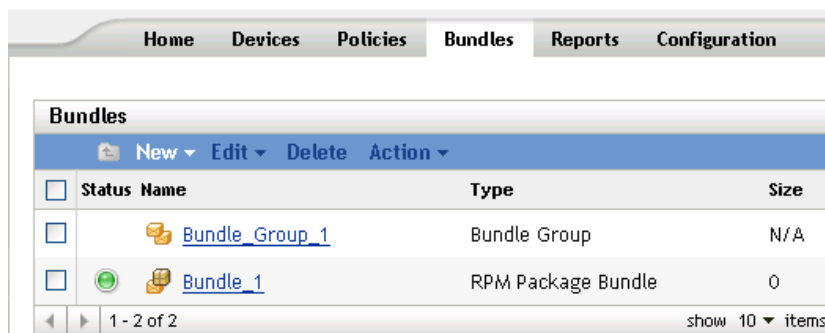 Home Devices Policies Bundles Reports Configuration
Bundles
New Edit Delete Action
Status Name Type Size
Bundle_Group_1 Bundle Group N/A
Bundle_1 RPM Package Bundle 0
1 - 2 of 2 show 10 items